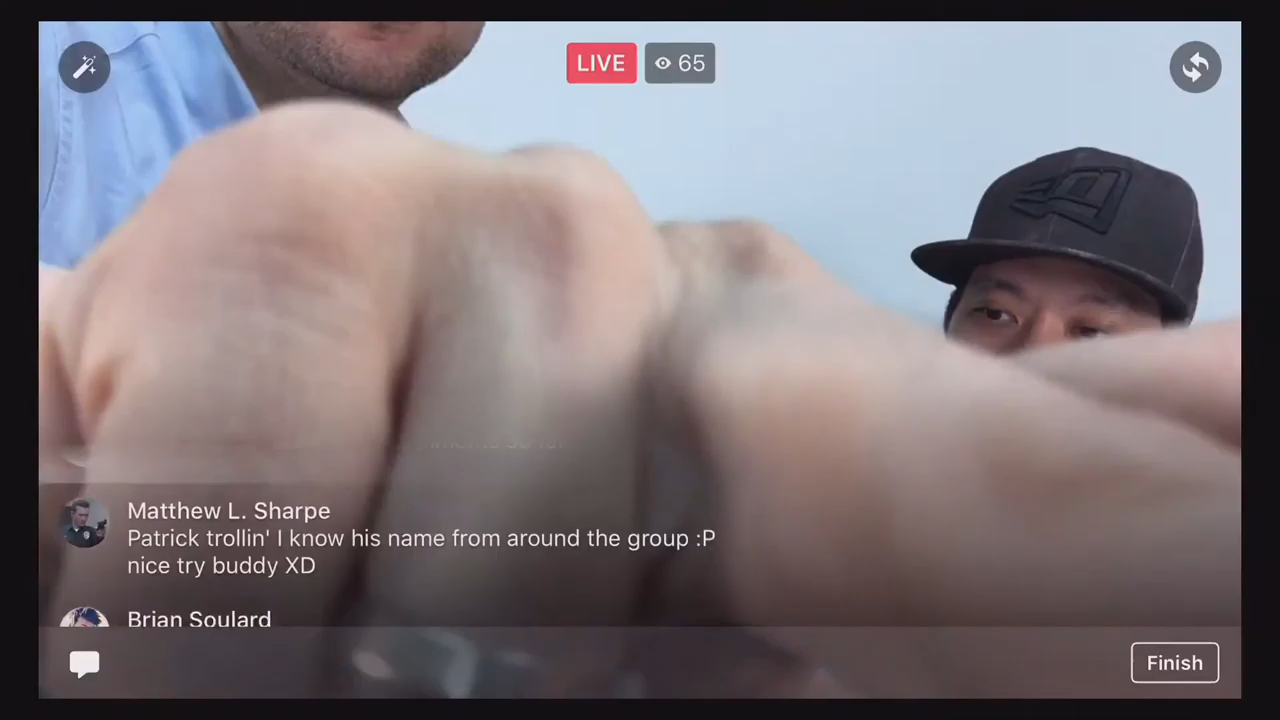 LIVE
65
Matthew L. Sharpe
Patrick trollin' I know his name from around the group :P
nice try buddy XD
Brian Soulard
Finish